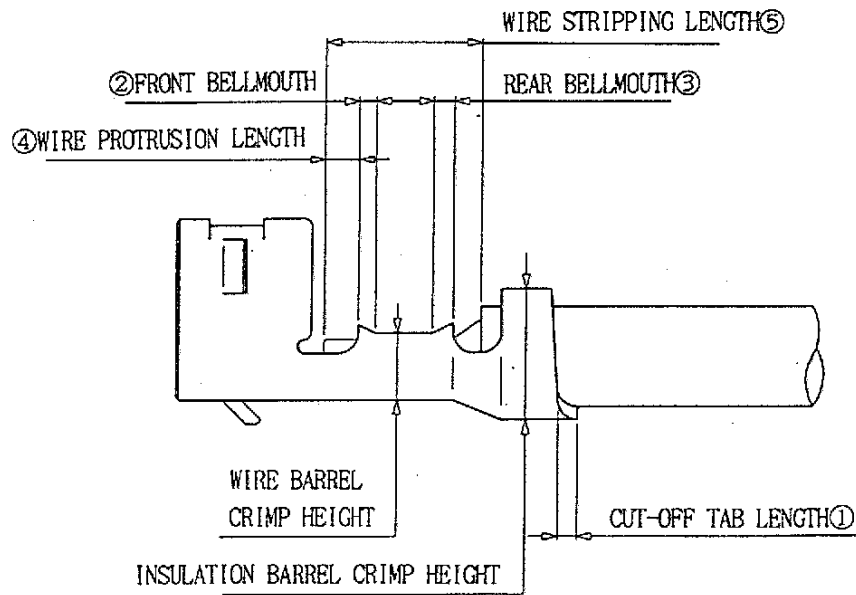 WIRE STRIPPING LENGTH⑤
②FRONT BELLMOUTH
REAR BELLMOUTH③
④WIRE PROTRUSION LENGTH
WIRE BARREL
CRIMP HEIGHT
CUT-OFF TAB LENGTH①
INSULATION BARREL CRIMP HEIGHT